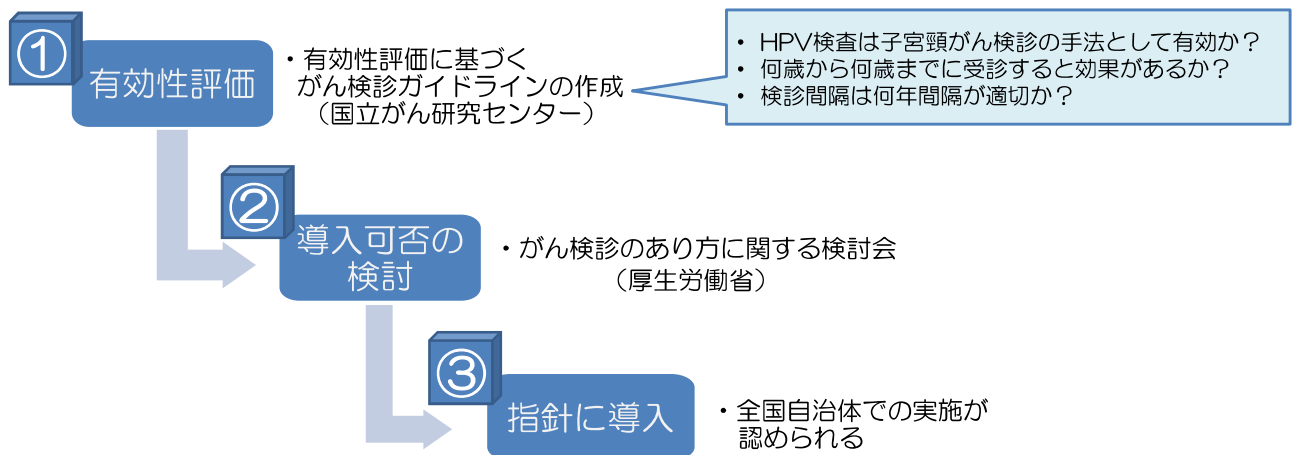 ①
有効性評価
・有効性評価に基づく
がん検診ガイドラインの作成
（国立がん研究センター）
• HPV検査は子宮頸がん検診の手法として有効か？
• 何歳から何歳までに受診すると効果があるか？
• 検診間隔は何年間隔が適切か？
②
導入可否の
検討
・がん検診のあり方に関する検討会
（厚生労働省）
③
指針に導入
・全国自治体での実施が
認められる